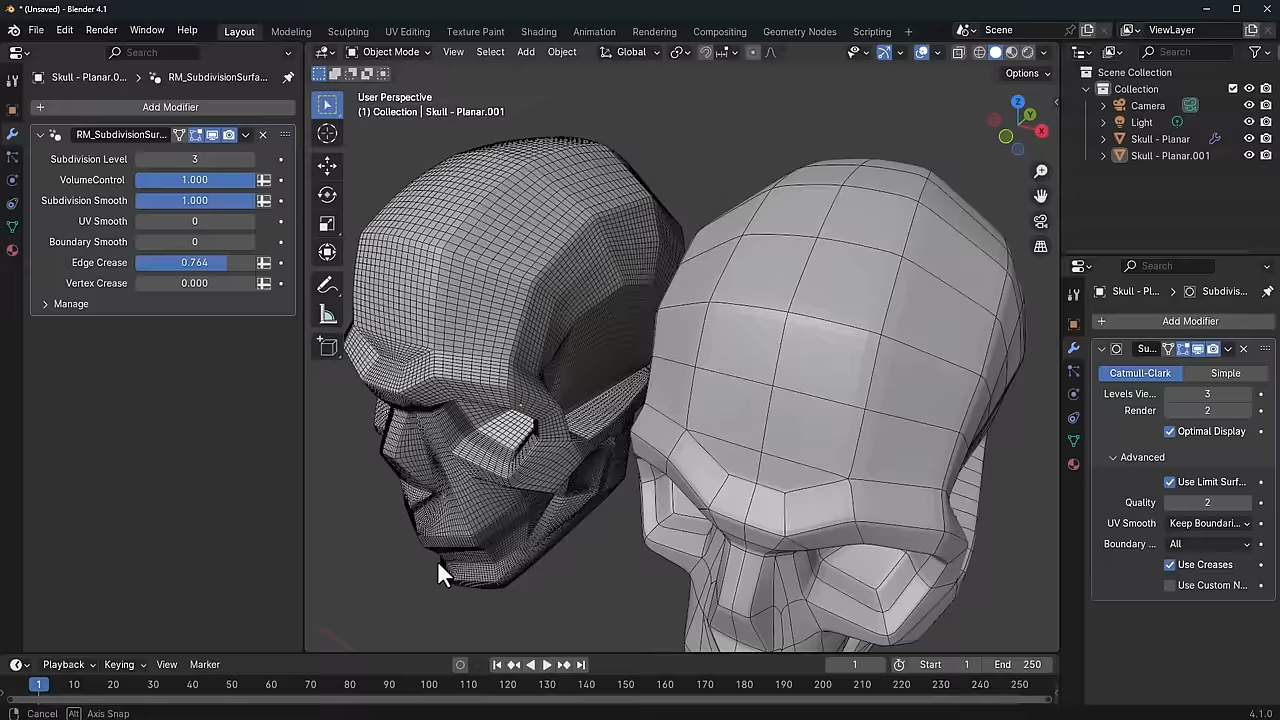 * (Unsaved) - Blender 4.1
File Edit Render Window Help
Layout Modeling Sculpting UV Editing Texture Paint Shading Animation Rendering Compositing Geometry Nodes Scripting +
Scene
ViewLayer
Search
Object Mode View Select Add Object
Global
Search
Options
Skull - Planar.0...
RM_SubdivisionSurfa...
Add Modifier
RM_SubdivisionSur...
Subdivision Level 3
VolumeControl 1.000
Subdivision Smooth 1.000
UV Smooth 0
Boundary Smooth 0
Edge Crease 0.764
Vertex Crease 0.000
Manage
User Perspective
(1) Collection | Skull - Planar.001
Z
Y
X
Scene Collection
Collection
Camera
Light
Skull - Planar
Skull - Planar.001
Search
Skull - Pl...
Subdivis...
Add Modifier
Su...
Catmull-Clark Simple
Levels Vie... 3
Render 2
Optimal Display
Advanced
Use Limit Surf...
Quality 2
UV Smooth Keep Boundari...
Boundary ... All
Use Creases
Use Custom N...
Playback Keying View Marker
1 Start 1 End 250
1 10 20 30 40 50 60 70 80 90 100 110 120 130 140 150 160 170 180 190 200 210 220 230 240 250
Cancel Alt Axis Snap
4.1.0